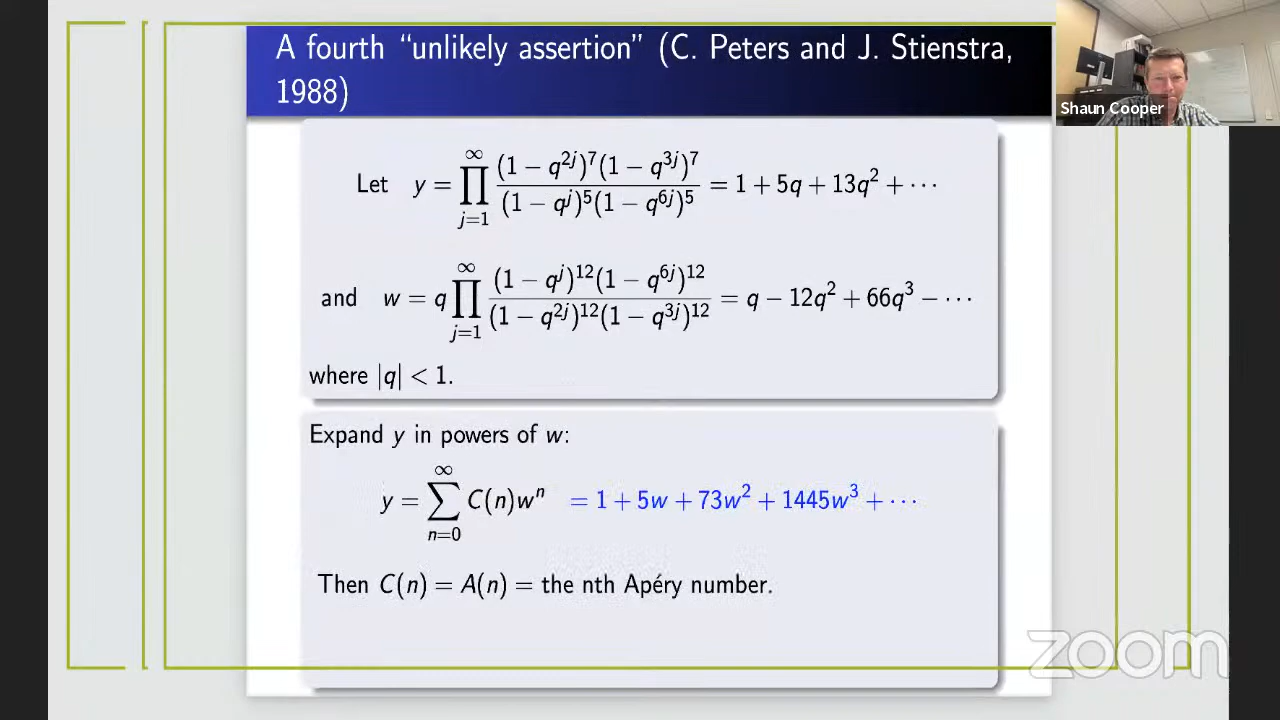 A fourth “unlikely assertion” (C. Peters and J. Stienstra,
1988)
Shaun Cooper
Let y = ∏_{j=1}^{∞} (1 − q^{2j})^7(1 − q^{3j})^7 / (1 − q^j)^5(1 − q^{6j})^5 = 1 + 5q + 13q^2 + ⋯
and w = q ∏_{j=1}^{∞} (1 − q^j)^{12}(1 − q^{6j})^{12} / (1 − q^{2j})^{12}(1 − q^{3j})^{12} = q − 12q^2 + 66q^3 − ⋯
where |q| < 1.
Expand y in powers of w:
y = ∑_{n=0}^{∞} C(n)w^n = 1 + 5w + 73w^2 + 1445w^3 + ⋯
Then C(n) = A(n) = the nth Apéry number.
zoom